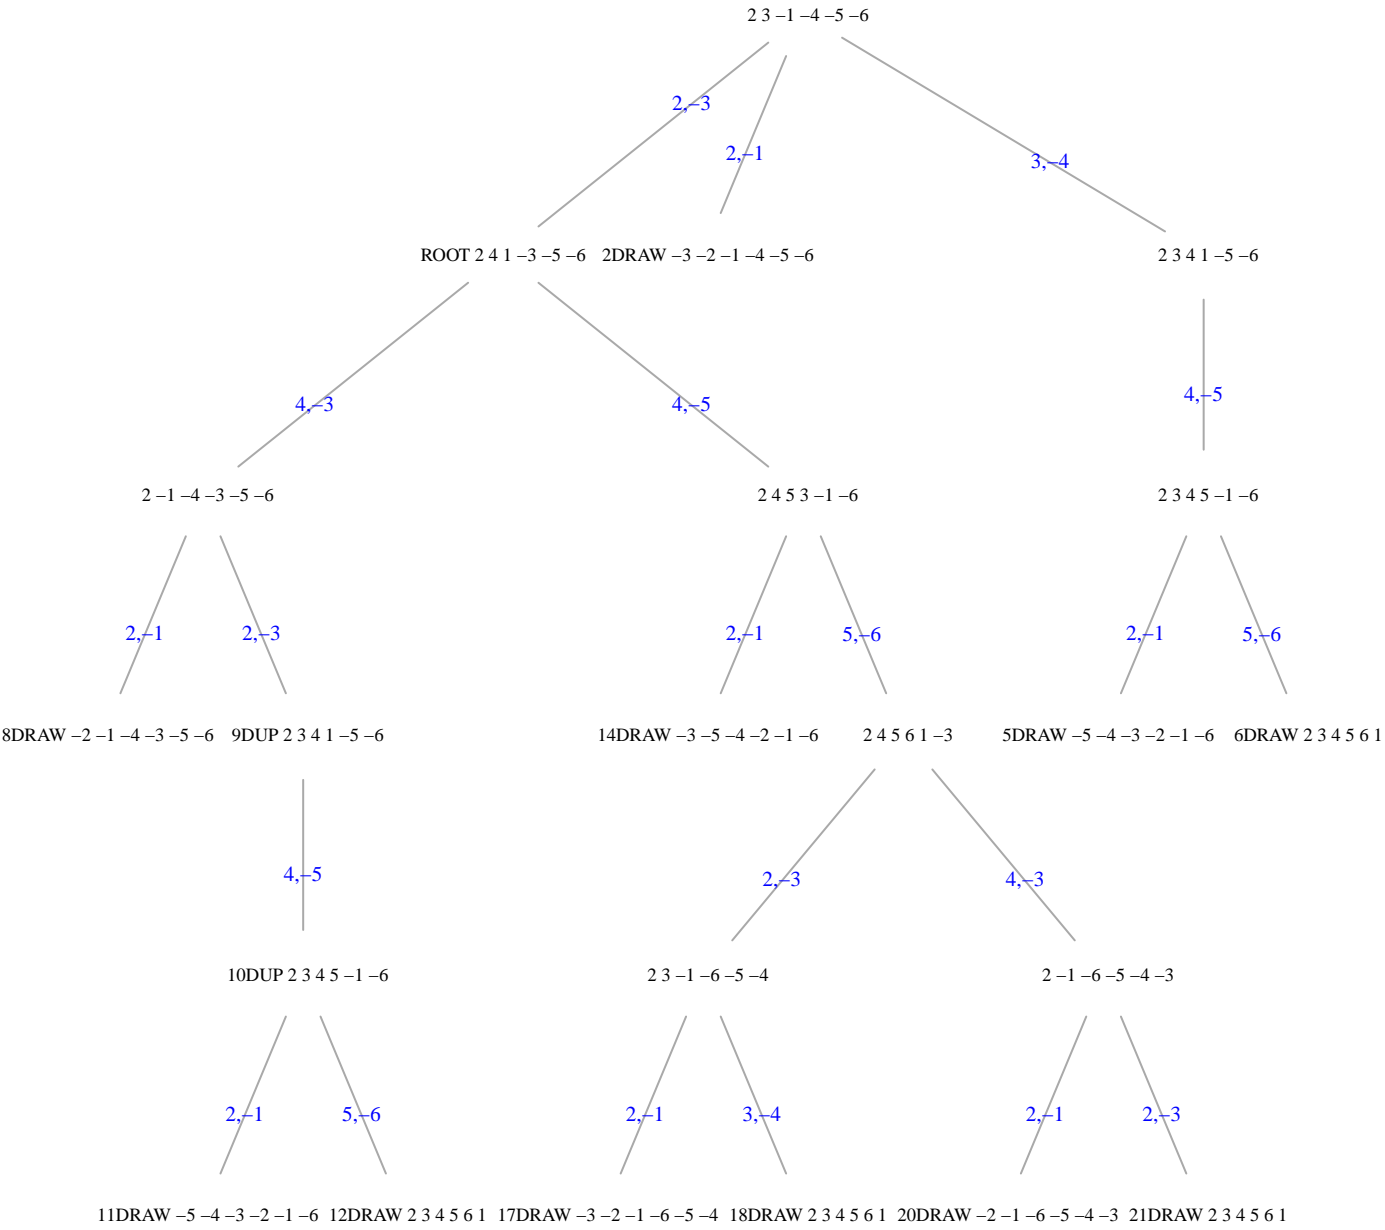 2 3 –1 –4 –5 –6
2,–3
2,–1
3,–4
ROOT 2 4 1 –3 –5 –6 2DRAW –3 –2 –1 –4 –5 –6 2 3 4 1 –5 –6
4,–3 4,–5 4,–5
2 –1 –4 –3 –5 –6 2 4 5 3 –1 –6 2 3 4 5 –1 –6
2,–1 2,–3 2,–1 5,–6 2,–1 5,–6
8DRAW –2 –1 –4 –3 –5 –6 9DUP 2 3 4 1 –5 –6 14DRAW –3 –5 –4 –2 –1 –6 2 4 5 6 1 –3 5DRAW –5 –4 –3 –2 –1 –6 6DRAW 2 3 4 5 6 1
4,–5 2,–3 4,–3
10DUP 2 3 4 5 –1 –6 2 3 –1 –6 –5 –4 2 –1 –6 –5 –4 –3
2,–1 5,–6 2,–1 3,–4 2,–1 2,–3
11DRAW –5 –4 –3 –2 –1 –6 12DRAW 2 3 4 5 6 1 17DRAW –3 –2 –1 –6 –5 –4 18DRAW 2 3 4 5 6 1 20DRAW –2 –1 –6 –5 –4 –3 21DRAW 2 3 4 5 6 1